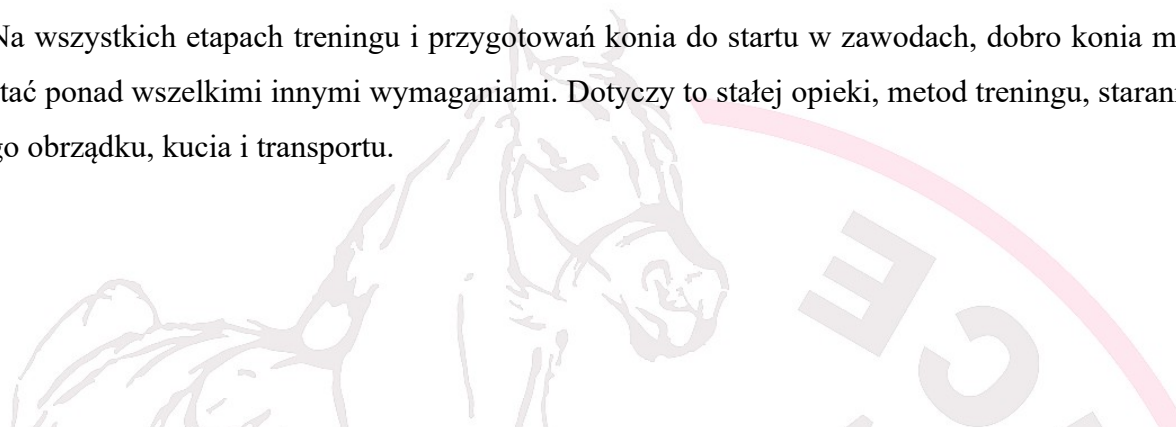 Na wszystkich etapach treningu i przygotowań konia do startu w zawodach, dobro konia m
tać ponad wszelkimi innymi wymaganiami. Dotyczy to stałej opieki, metod treningu, staran
go obrządku, kucia i transportu.
CE